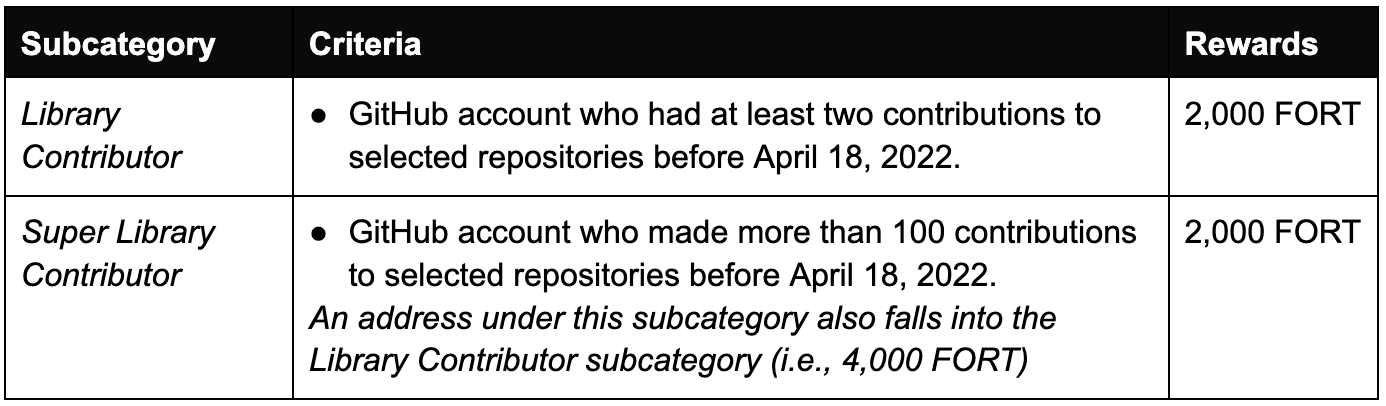 Subcategory Criteria Rewards
Library
Contributor
● GitHub account who had at least two contributions to
selected repositories before April 18, 2022.
2,000 FORT
Super Library
Contributor
● GitHub account who made more than 100 contributions
to selected repositories before April 18, 2022.
An address under this subcategory also falls into the
Library Contributor subcategory (i.e., 4,000 FORT)
2,000 FORT